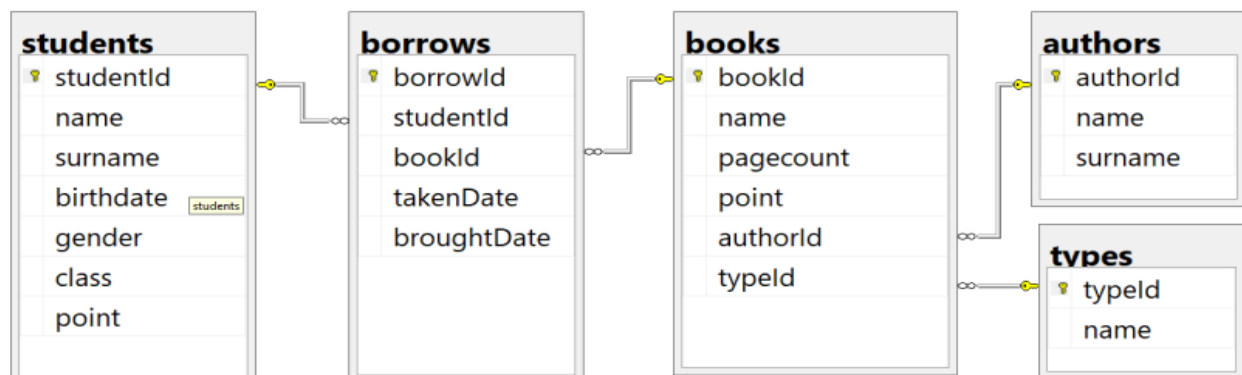 students
studentId
name
surname
birthdate
students
gender
class
point
borrows
borrowId
studentId
bookId
takenDate
broughtDate
books
bookId
name
pagecount
point
authorId
typeId
authors
authorId
name
surname
types
typeId
name